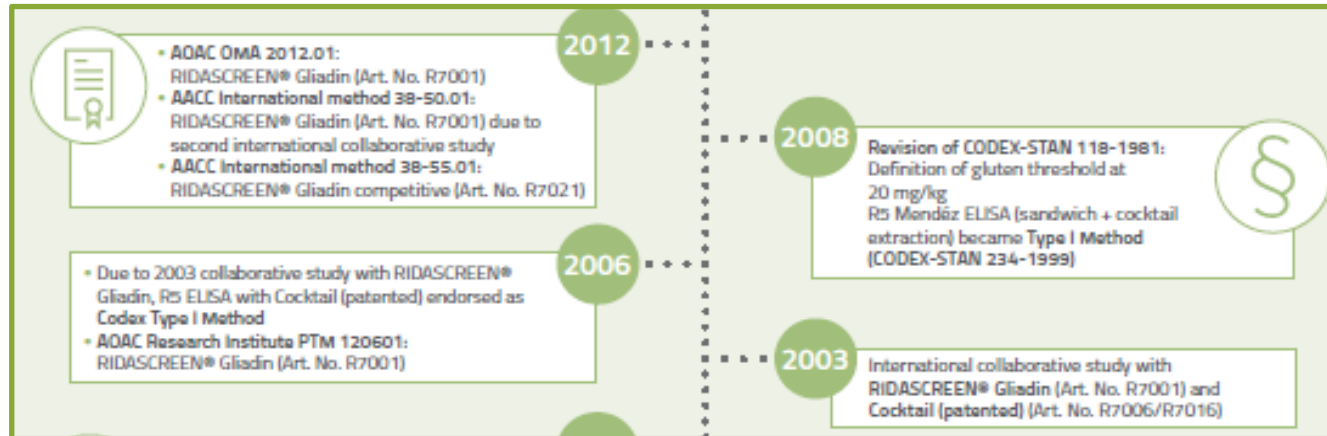 2012
• AOAC OMA 2012.01:
RIDASCREEN® Gliadin (Art. No. R7001)
• AACC International method 38-50.01:
RIDASCREEN® Gliadin (Art. No. R7001) due to
second international collaborative study
• AACC International method 38-55.01:
RIDASCREEN® Gliadin competitive (Art. No. R7021)
2008
Revision of CODEX-STAN 118-1981:
Definition of gluten threshold at
20 mg/kg
R5 Mendéz ELISA (sandwich + cocktail
extraction) became Type I Method
(CODEX-STAN 234-1999)
§
2006
• Due to 2003 collaborative study with RIDASCREEN®
Gliadin, R5 ELISA with Cocktail (patented) endorsed as
Codex Type I Method
• AOAC Research Institute PTM 120601:
RIDASCREEN® Gliadin (Art. No. R7001)
2003
International collaborative study with
RIDASCREEN® Gliadin (Art. No. R7001) and
Cocktail (patented) (Art. No. R7006/R7016)